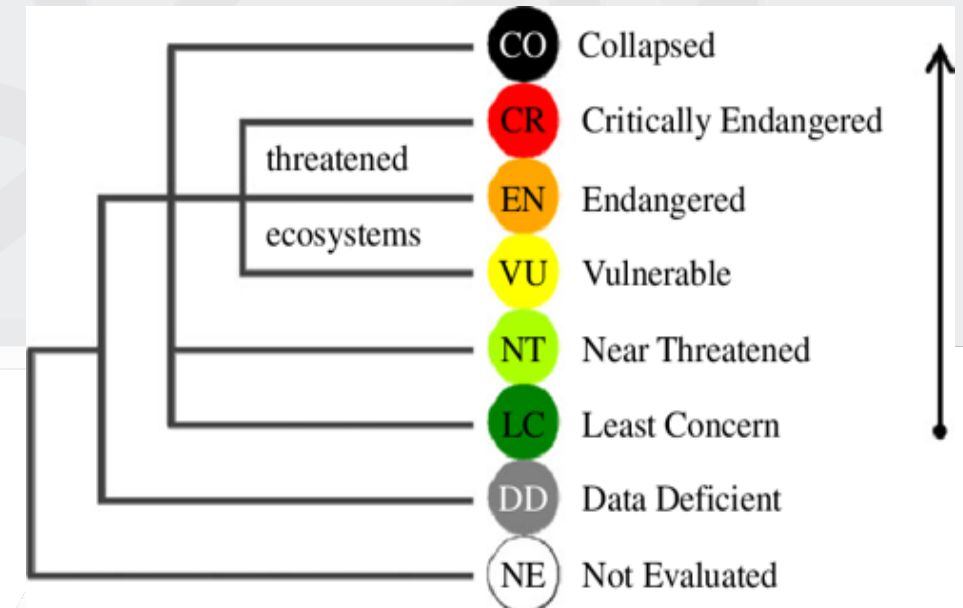 CO Collapsed
CR Critically Endangered
threatened
EN Endangered
ecosystems
VU Vulnerable
NT Near Threatened
LC Least Concern
DD Data Deficient
NE Not Evaluated